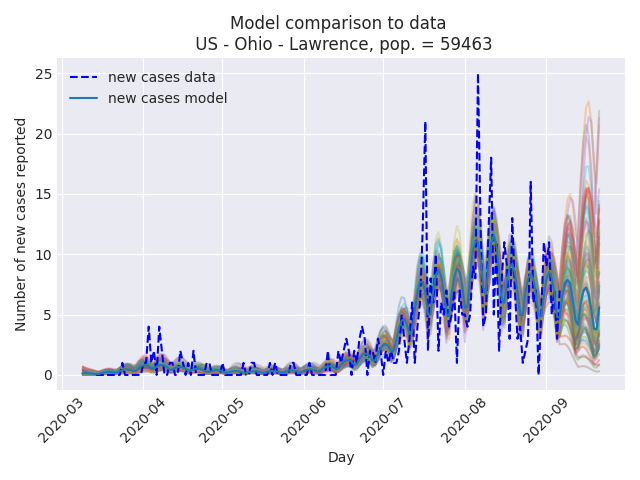 Model comparison to data
US - Ohio - Lawrence, pop. = 59463
new cases data
new cases model
Number of new cases reported
25
20
15
10
5
0
2020-03
2020-04
2020-05
2020-06
2020-07
2020-08
2020-09
Day